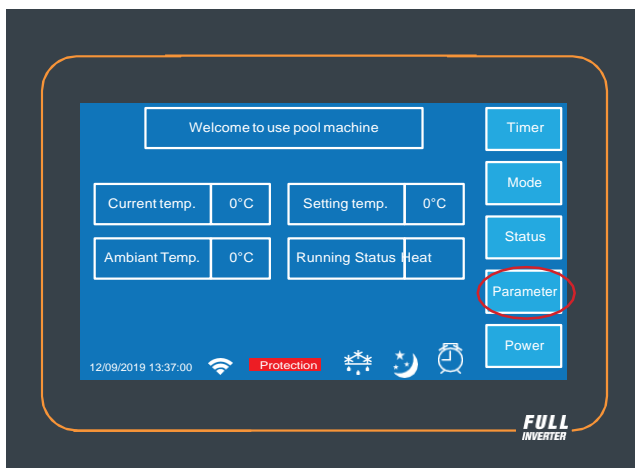 Welcome to use pool machine
Timer
Mode
Current temp. 0°C Setting temp. 0°C
Status
Ambiant Temp. 0°C Running Status Heat
Parameter
Power
12/09/2019 13:37:00 Protection
FULL
INVERTER